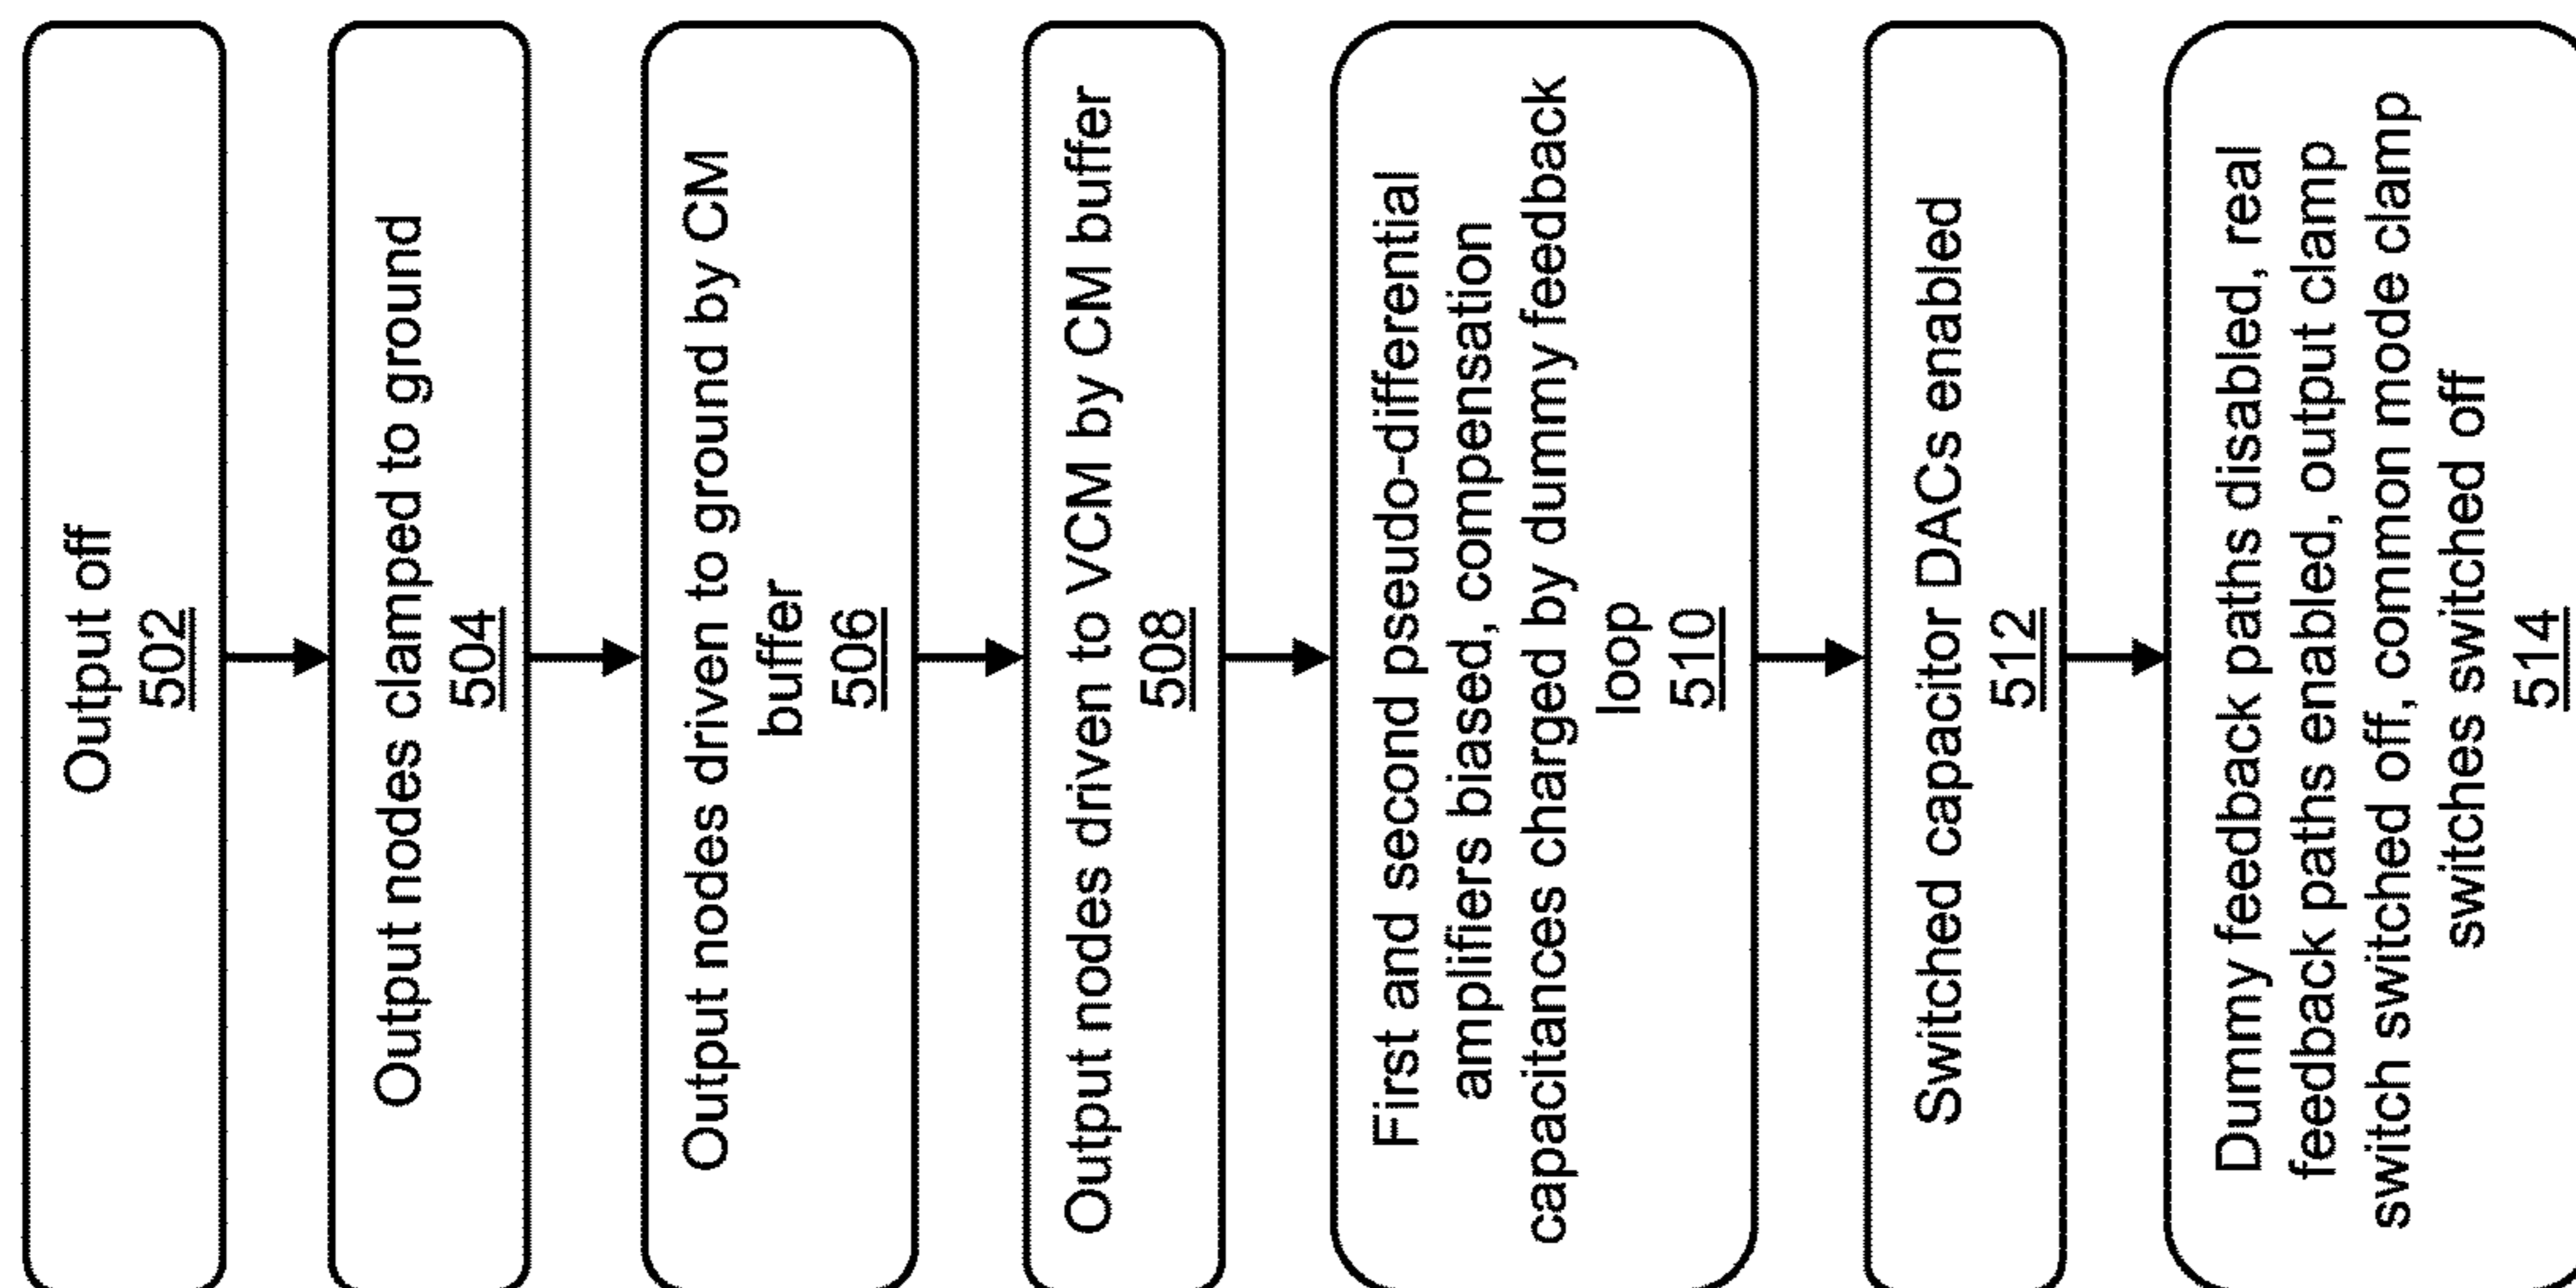 Output off
502
Output nodes clamped to ground
504
Output nodes driven to ground by CM
buffer
506
Output nodes driven to VCM by CM buffer
508
First and second pseudo-differential
amplifiers biased, compensation
capacitances charged by dummy feedback
loop
510
Switched capacitor DACs enabled
512
Dummy feedback paths disabled, real
feedback paths enabled, output clamp
switch switched off, common mode clamp
switches switched off
514